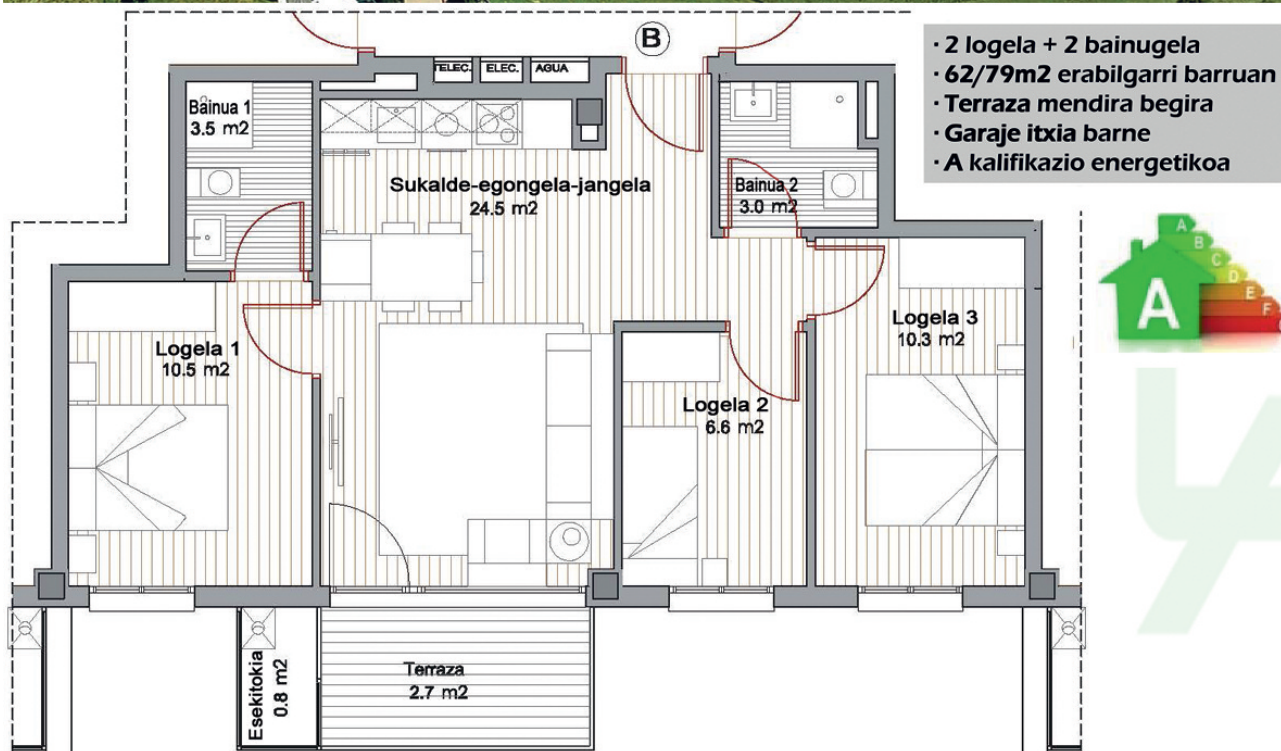 B
TELEC.
ELEC.
AGUA
· 2 logela + 2 bainugela
· 62/79m2 erabilgarri barruan
· Terraza mendira begira
· Garaje itxia barne
· A kalifikazio energetikoa
Bainua 1
3.5 m2
Sukalde-egongela-jangela
24.5 m2
Bainua 2
3.0 m2
A
B
C
D
E
F
A
Logela 1
10.5 m2
Logela 2
6.6 m2
Logela 3
10.3 m2
Esekitokia
0.8 m2
Terraza
2.7 m2